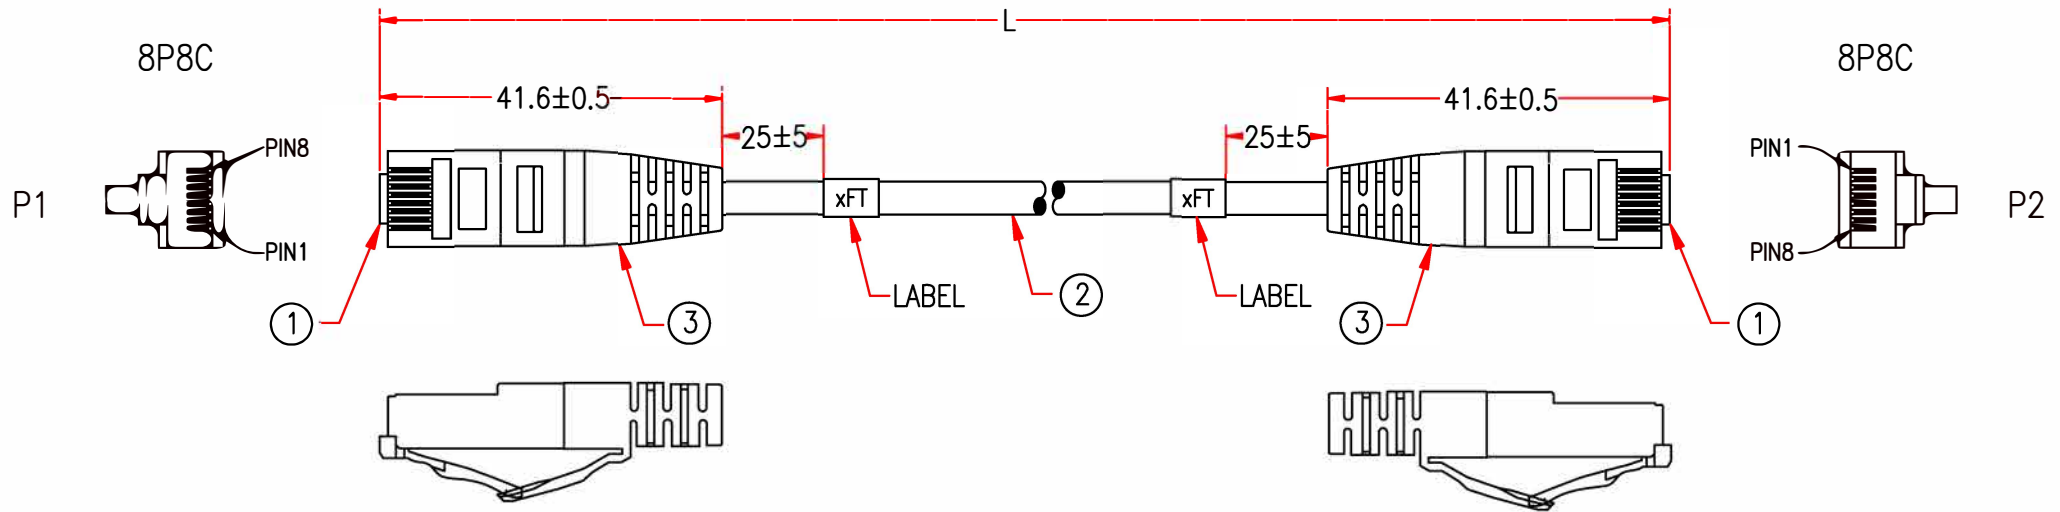 L
8P8C
8P8C
41.6±0.5
41.6±0.5
25±5
25±5
PIN8
PIN1
P1
xFT
xFT
P2
PIN1
PIN8
LABEL
2
LABEL
1
3
3
1